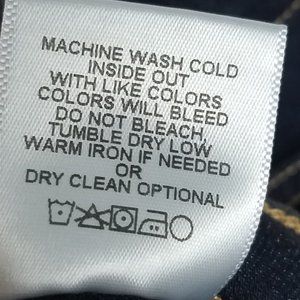 MACHINE WASH COLD
INSIDE OUT
WITH LIKE COLORS
COLORS WILL BLEED
DO NOT BLEACH,
TUMBLE DRY LOW
WARM IRON IF NEEDED
OR
DRY CLEAN OPTIONAL